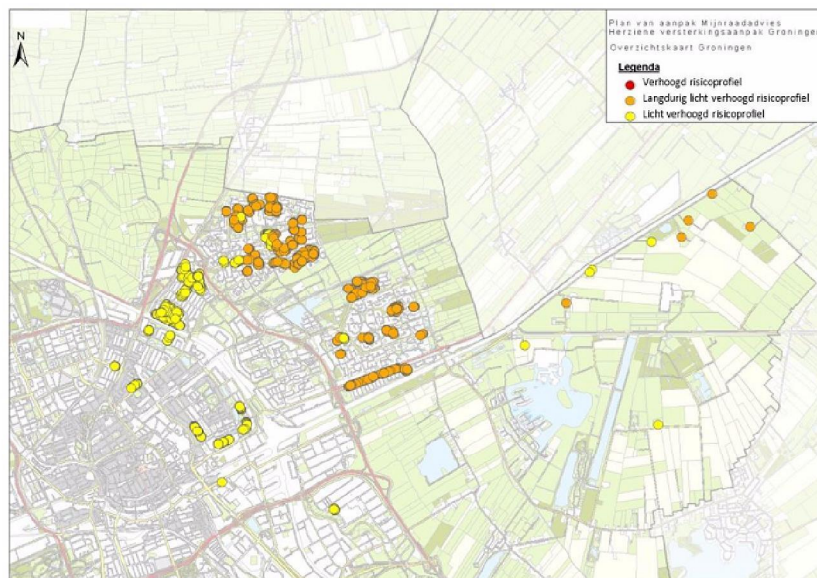 Plan van aanpak Mijnraadadvies
Herziene versterkingsaanpak Groningen
Overzichtskaart Groningen
Legenda
Verhoogd risicoprofiel
Langdurig licht verhoogd risicoprofiel
Licht verhoogd risicoprofiel
N